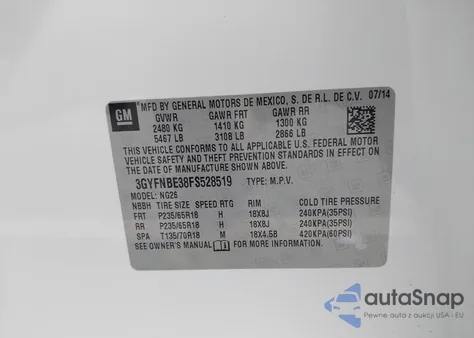 GM
MFD BY GENERAL MOTORS DE MEXICO, S. DE R.L. DE C.V. 07/14
GVWR GAWR FRT GAWR RR
2480 KG 1410 KG 1300 KG
5467 LB 3108 LB 2866 LB
THIS VEHICLE CONFORMS TO ALL APPLICABLE U.S. FEDERAL MOTOR
VEHICLE SAFETY, BUMPER, AND THEFT PREVENTION STANDARDS IN EFFECT ON
THE DATE OF MANUFACTURE SHOWN ABOVE.
3GYFNBE38FS528519 TYPE: M.P.V.
MODEL: NG26
NBBH TIRE SIZE SPEED RTG RIM COLD TIRE PRESSURE
FRT P235/65R18 H 18X8J 240KPA(35PSI)
RR P235/65R18 H 18X8J 240KPA(35PSI)
SPA T135/70R18 M 18X4.5B 420KPA(60PSI)
SEE OWNER'S MANUAL FOR MORE INFORMATION.
autoSnap
Pewne auta z aukcji USA i EU